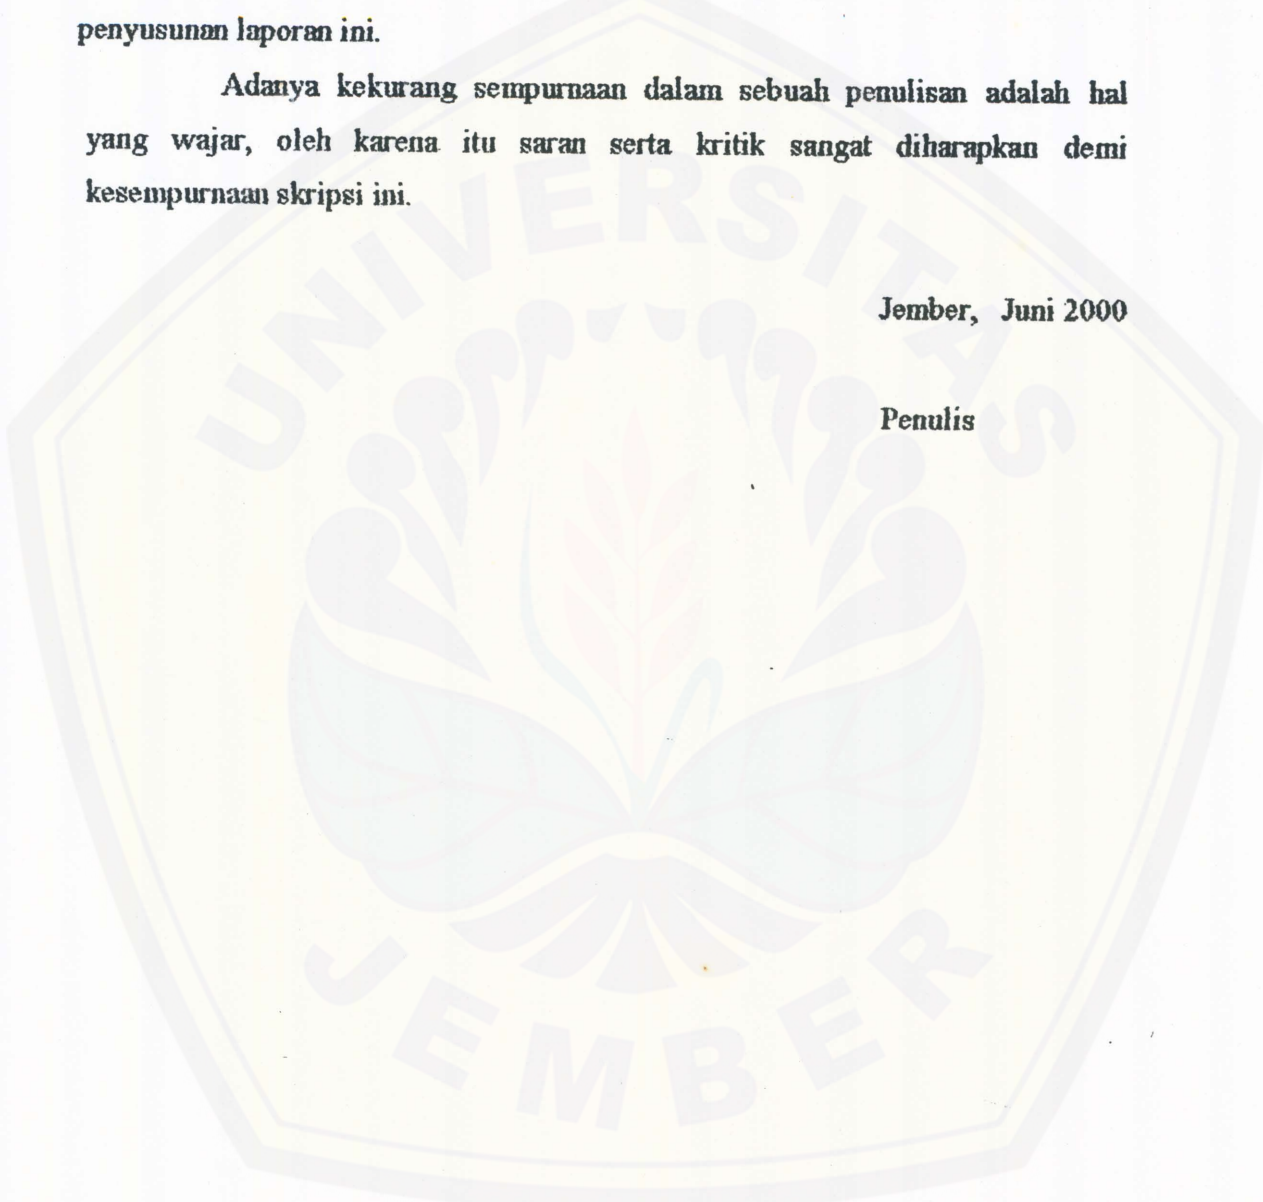 penyusunan laporan ini.
Adanya kekurang sempurnaan dalam sebuah penulisan adalah hal
yang wajar, oleh karena itu saran serta kritik sangat diharapkan demi
kesempurnaan skripsi ini.
Jember, Juni 2000
Penulis
UNIVERSITAS
JEMBER